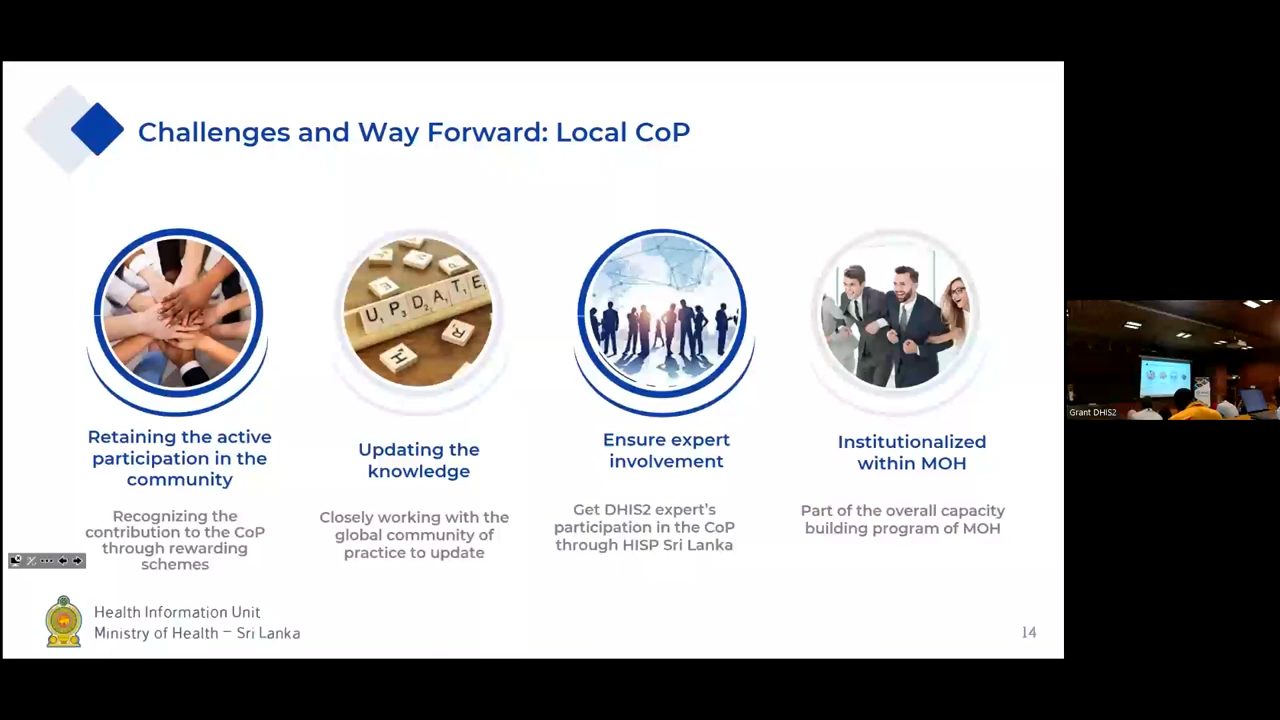 Challenges and Way Forward: Local CoP
UPDATE
Retaining the active
participation in the
community
Recognizing the
contribution to the CoP
through rewarding
schemes
Updating the
knowledge
Closely working with the
global community of
practice to update
Ensure expert
involvement
Get DHIS2 expert's
participation in the CoP
through HISP Sri Lanka
Institutionalized
within MOH
Part of the overall capacity
building program of MOH
Health Information Unit
Ministry of Health – Sri Lanka
14
Grant DHIS2